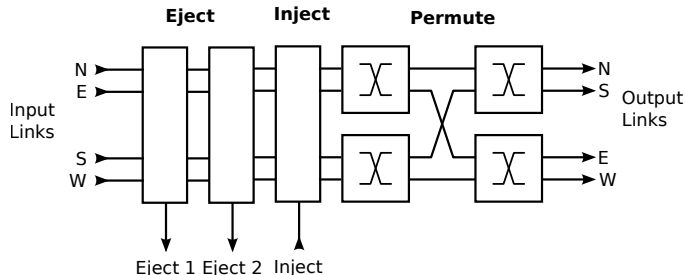 Eject
Inject
Permute
N
E
Input
Links
S
W
N
S
Output
Links
E
W
Eject 1
Eject 2
Inject